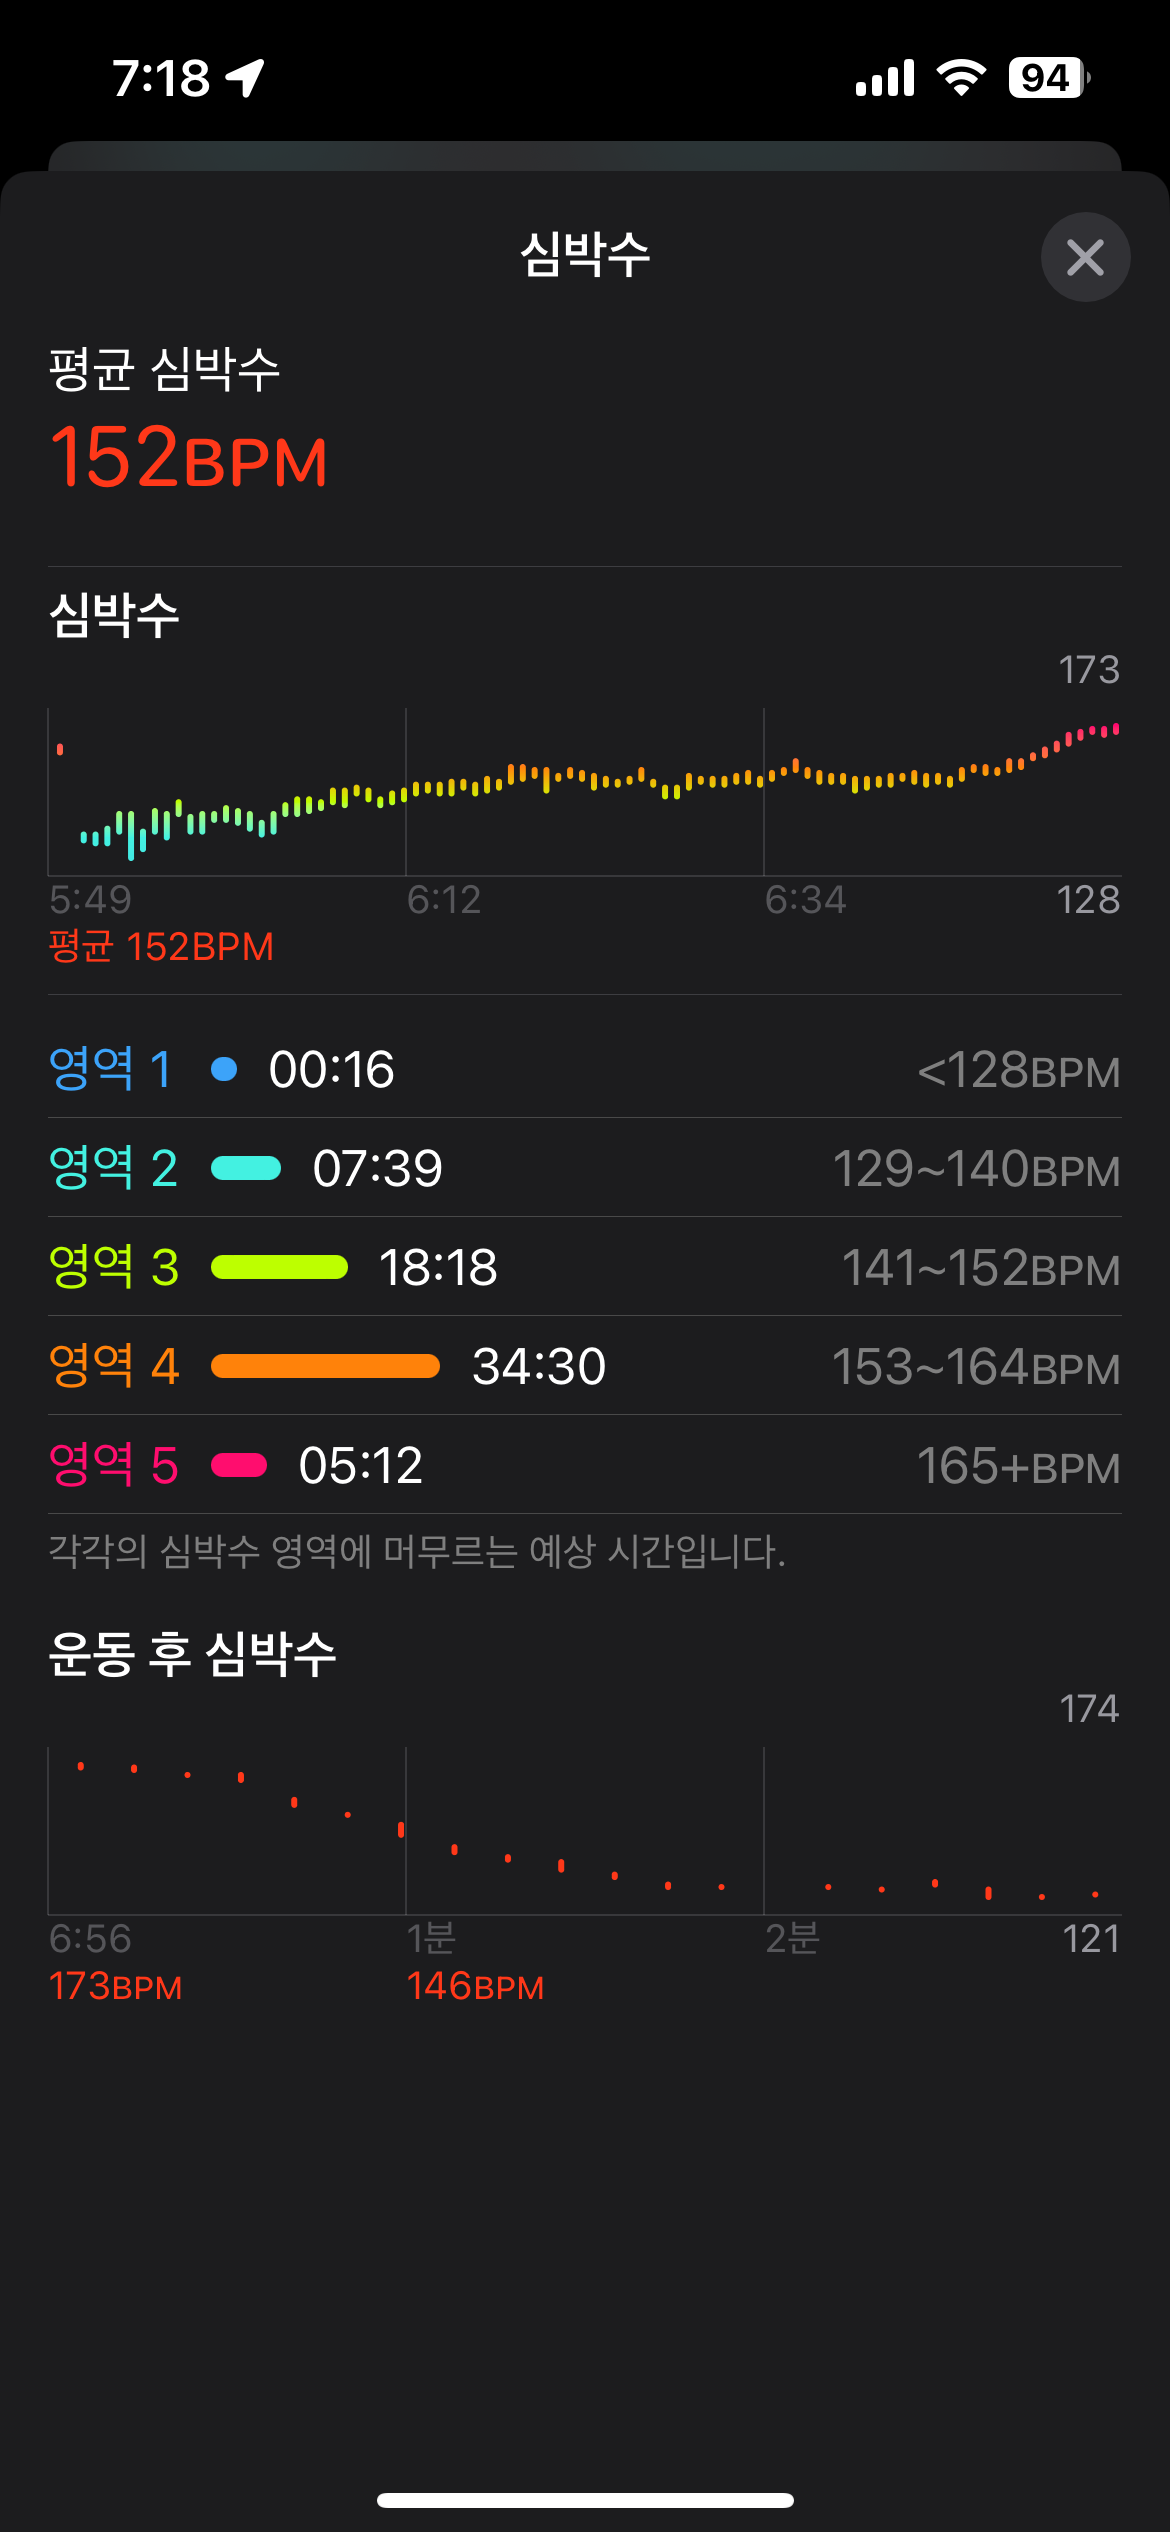 7:18
94
심박수
평균 심박수
152BPM
심박수
173
5:49 6:12 6:34 128
평균 152BPM
영역 1 00:16 <128BPM
영역 2 07:39 129~140BPM
영역 3 18:18 141~152BPM
영역 4 34:30 153~164BPM
영역 5 05:12 165+BPM
각각의 심박수 영역에 머무르는 예상 시간입니다.
운동 후 심박수
174
6:56 1분 2분 121
173BPM 146BPM